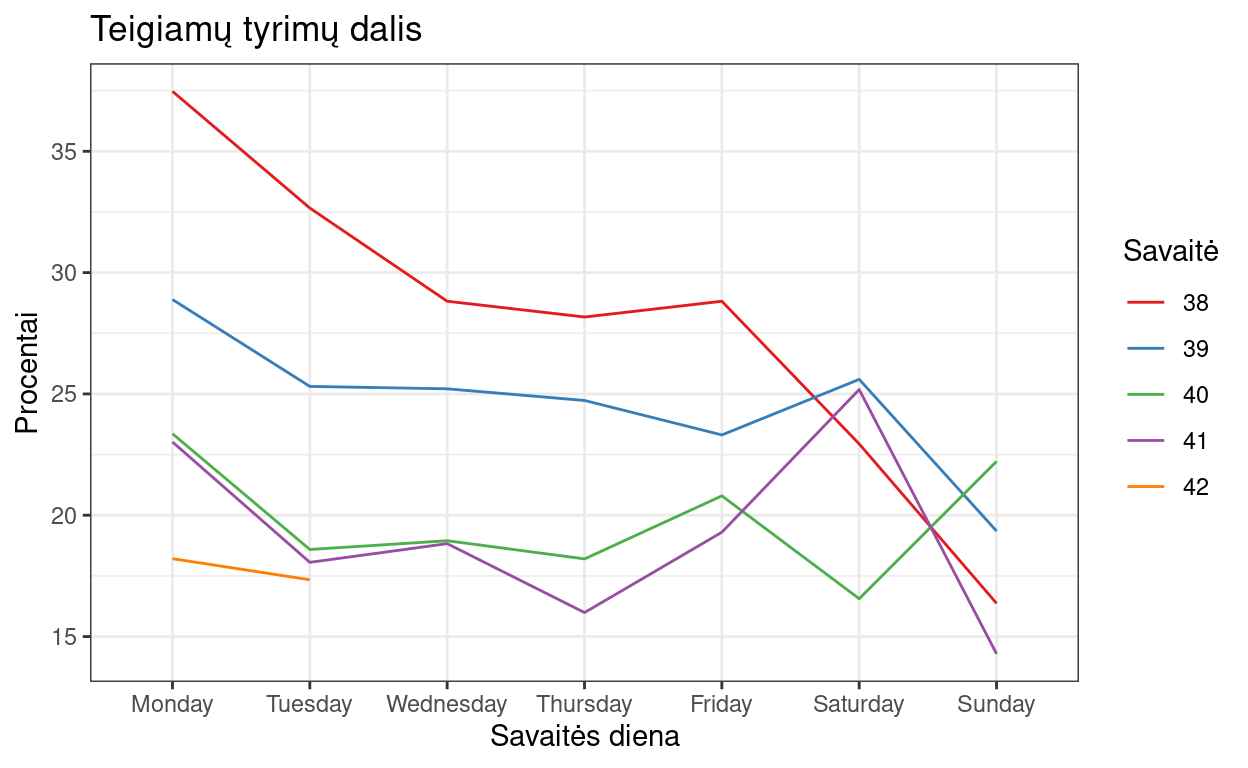 Teigiamų tyrimų dalis
Procentai
35
30
25
20
15
Monday Tuesday Wednesday Thursday Friday Saturday Sunday
Savaitės diena
Savaitė
38
39
40
41
42